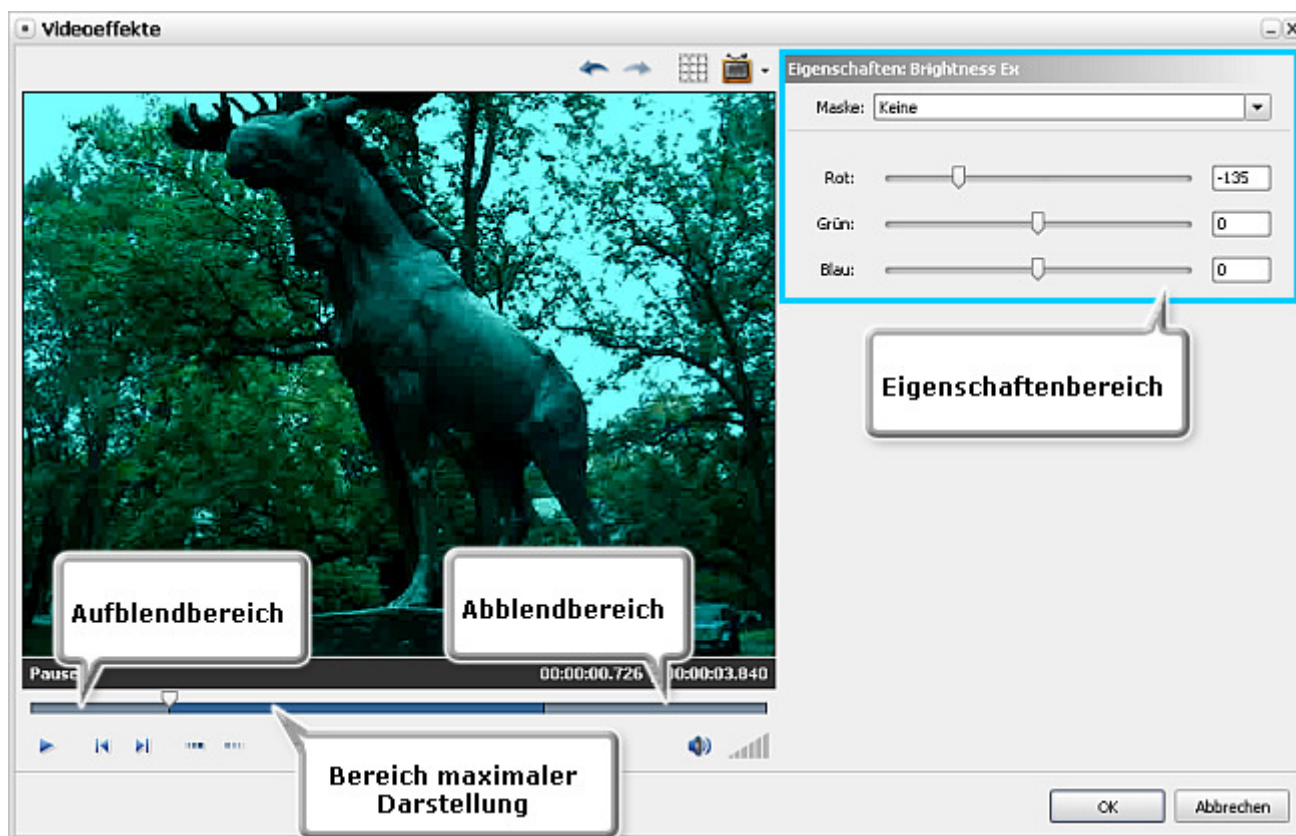 Videoeffekte
Eigenschaften: Brightness Ex
Maske: Keine
Rot: -135
Grün: 0
Blau: 0
Eigenschaftenbereich
Aufblendbereich
Abblendbereich
Pause
00:00:00.726
00:00:03.840
Bereich maximaler
Darstellung
OK
Abbrechen